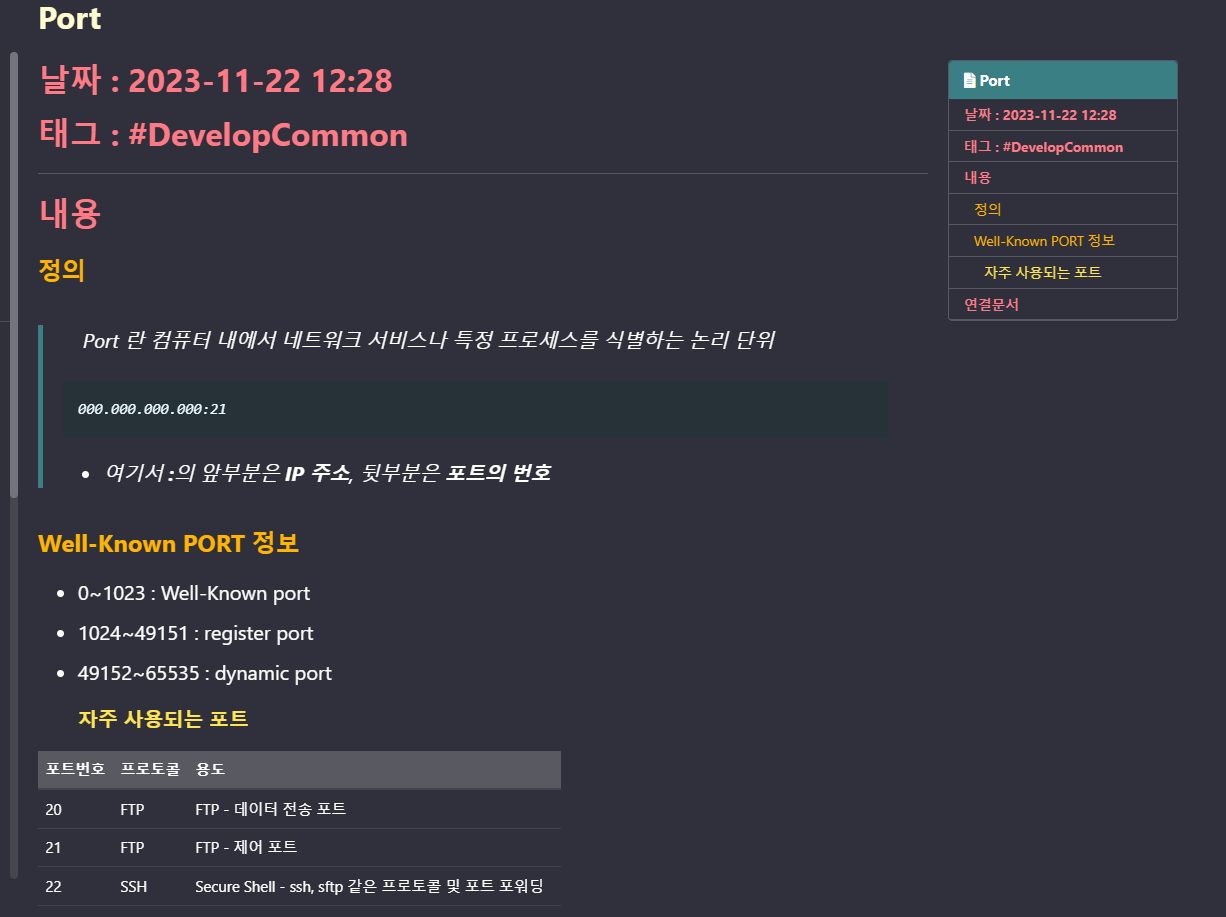 Port
날짜 : 2023-11-22 12:28
태그 : #DevelopCommon
내용
정의
Port 란 컴퓨터 내에서 네트워크 서비스나 특정 프로세스를 식별하는 논리 단위
000.000.000.000:21
여기서 :의 앞부분은 IP 주소, 뒷부분은 포트의 번호
Well-Known PORT 정보
0~1023 : Well-Known port
1024~49151 : register port
49152~65535 : dynamic port
자주 사용되는 포트
포트번호 프로토콜 용도
20 FTP FTP - 데이터 전송 포트
21 FTP FTP - 제어 포트
22 SSH Secure Shell - ssh, sftp 같은 프로토콜 및 포트 포워딩
Port
날짜 : 2023-11-22 12:28
태그 : #DevelopCommon
내용
정의
Well-Known PORT 정보
자주 사용되는 포트
연결문서